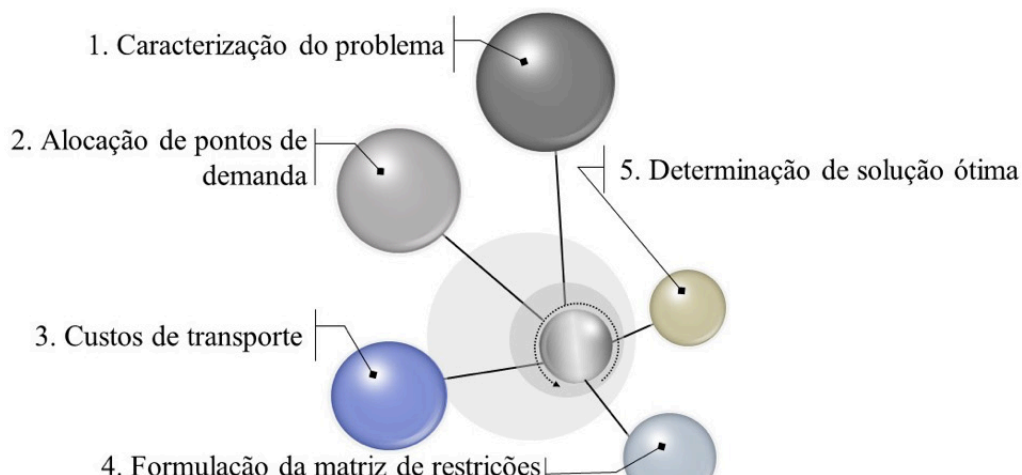 1. Caracterização do problema
2. Alocação de pontos de
demanda
3. Custos de transporte
4. Formulação da matriz de restrições
5. Determinação de solução ótima